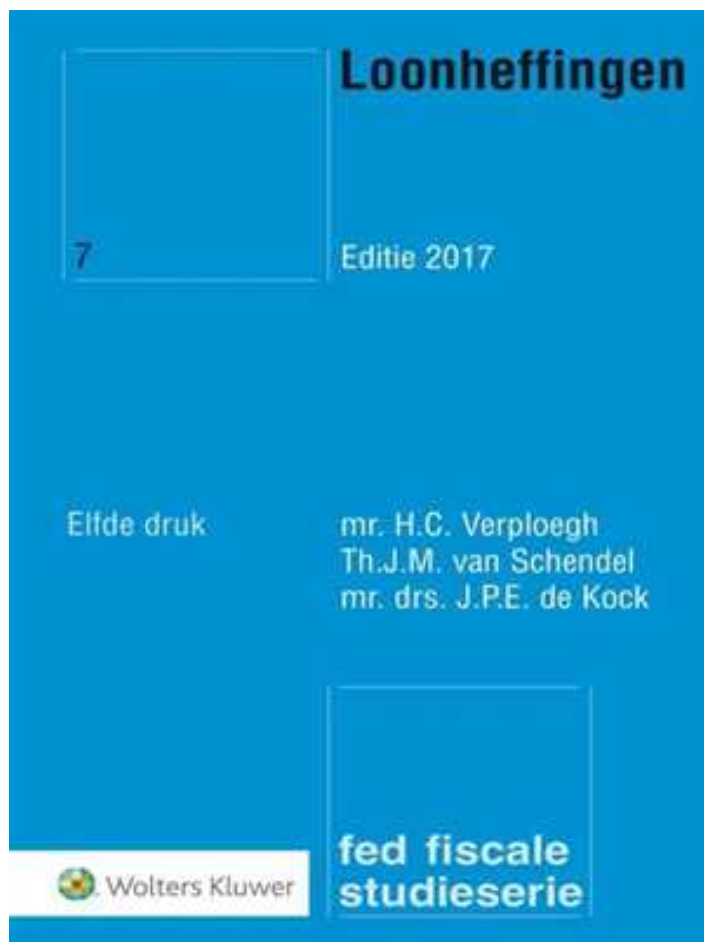 Loonheffingen
7
Editie 2017
Elfde druk
mr. H.C. Verploegh
Th.J.M. van Schendel
mr. drs. J.P.E. de Kock
fed fiscale
studieserie
Wolters Kluwer